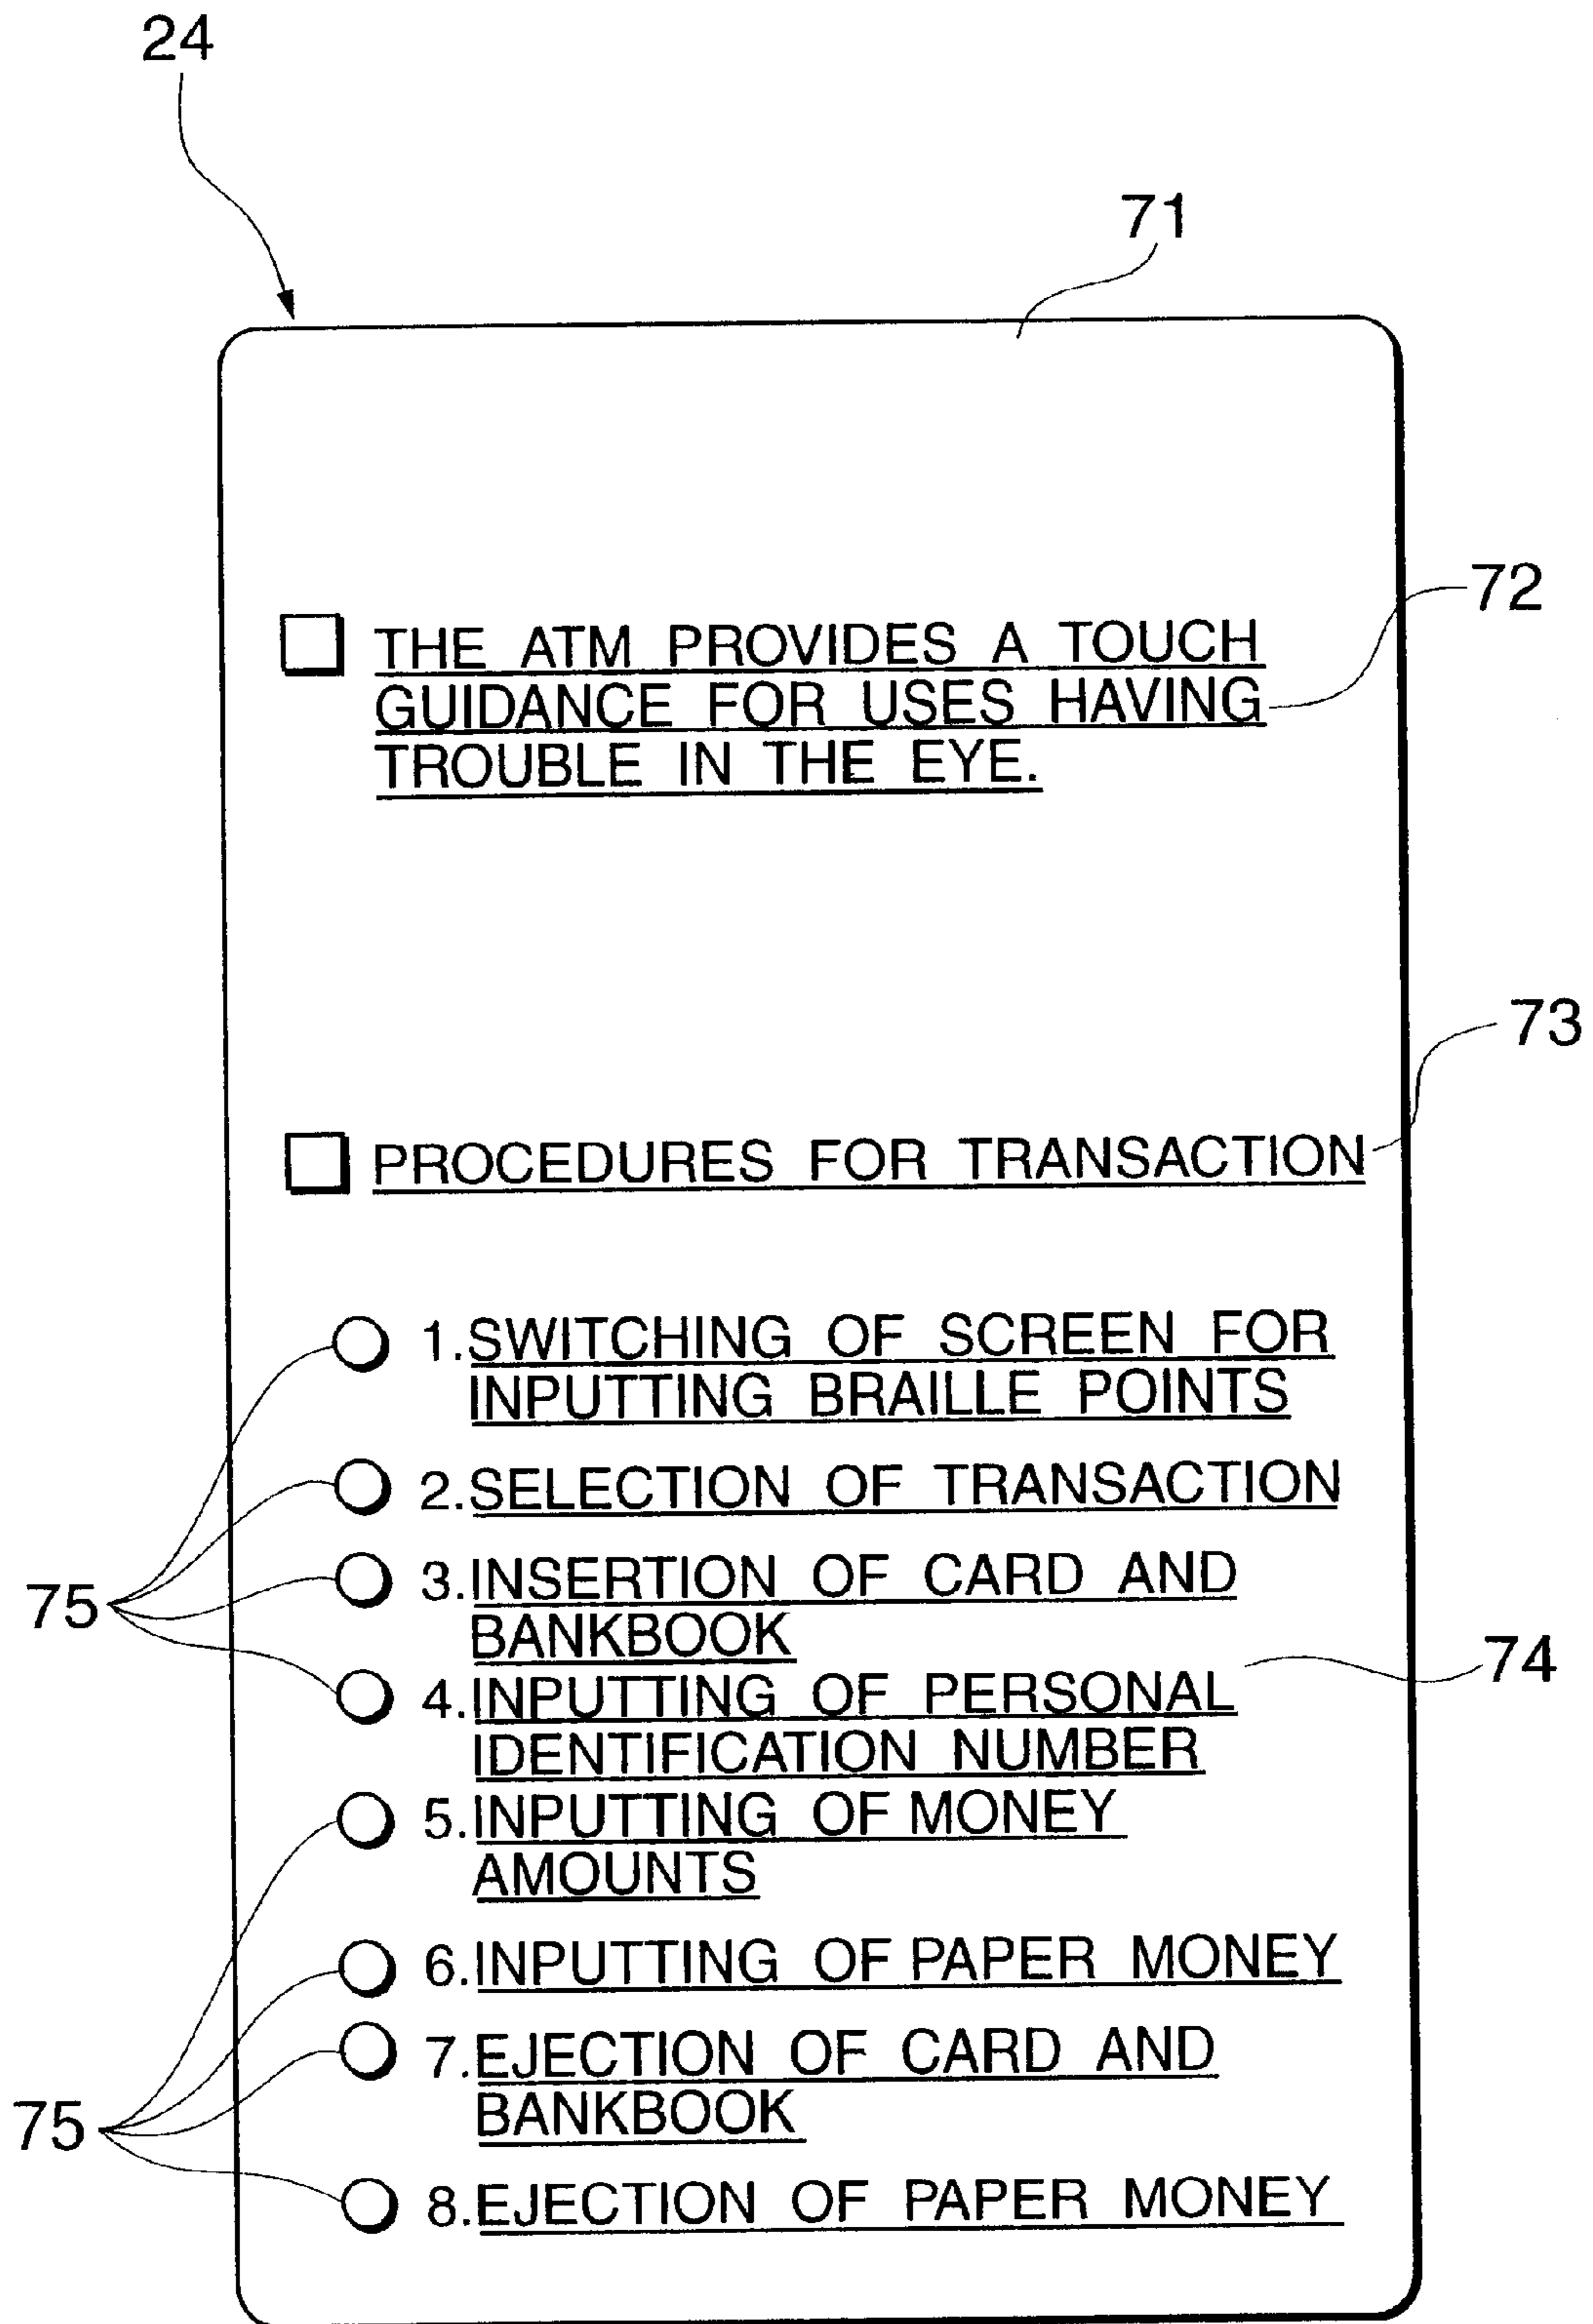 24
71
THE ATM PROVIDES A TOUCH
GUIDANCE FOR USES HAVING
TROUBLE IN THE EYE.
72
73
PROCEDURES FOR TRANSACTION
1.SWITCHING OF SCREEN FOR
INPUTTING BRAILLE POINTS
2.SELECTION OF TRANSACTION
3.INSERTION OF CARD AND
BANKBOOK
75
74
4.INPUTTING OF PERSONAL
IDENTIFICATION NUMBER
5.INPUTTING OF MONEY
AMOUNTS
6.INPUTTING OF PAPER MONEY
7.EJECTION OF CARD AND
BANKBOOK
75
8.EJECTION OF PAPER MONEY